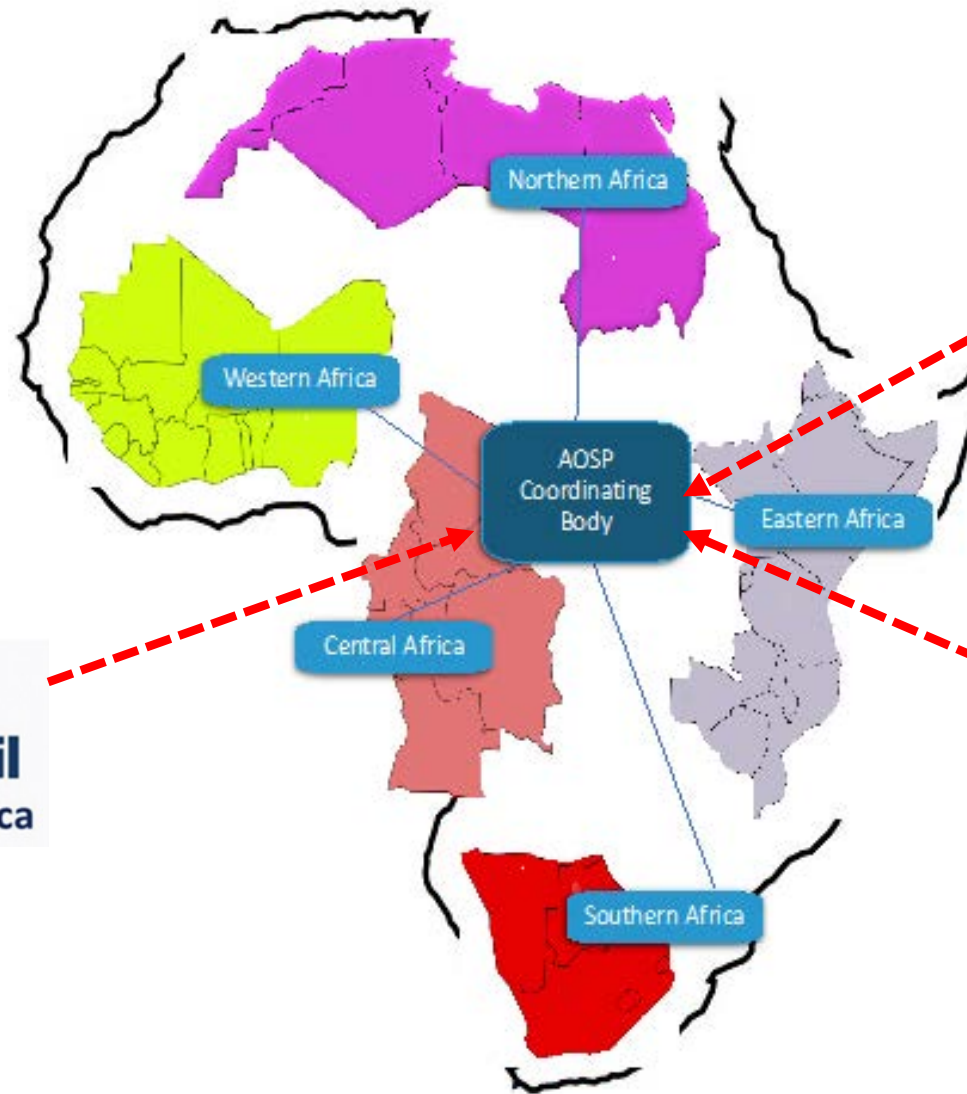 Northern Africa
Western Africa
AOSP
Coordinating
Body
Eastern Africa
Central Africa
Southern Africa